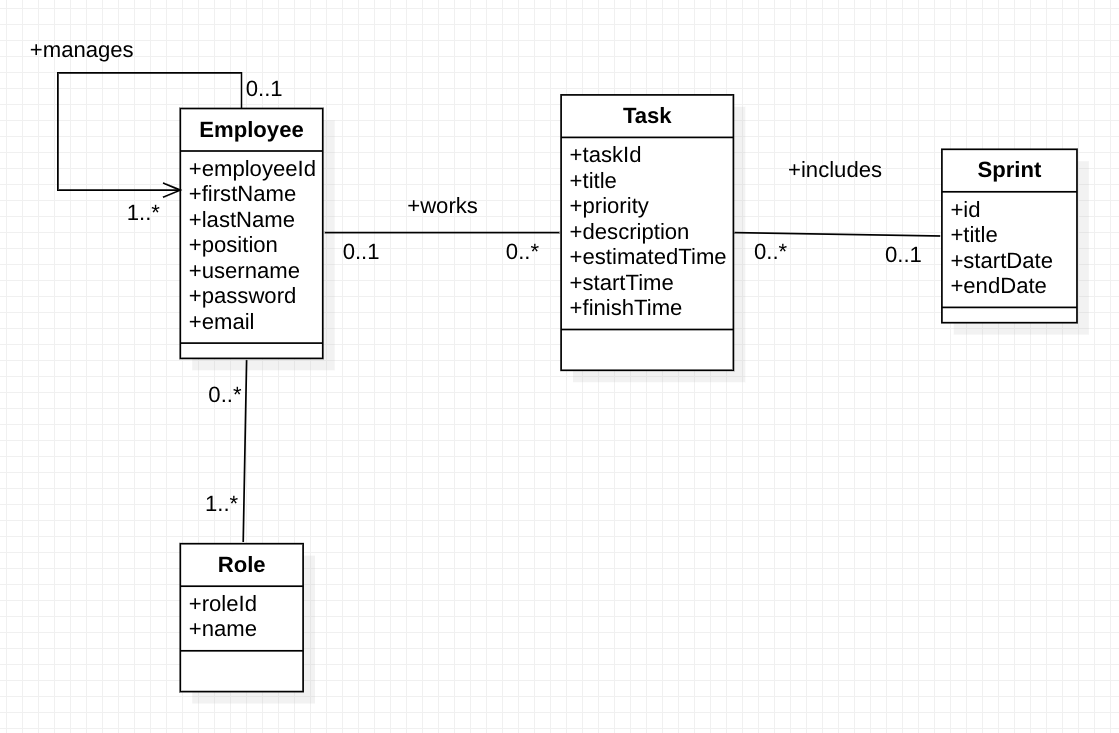 +manages
0..1
Employee
+employeeId
+firstName
+lastName
+position
+username
+password
+email
1..*
+works
0..1
0..*
Task
+taskId
+title
+priority
+description
+estimatedTime
+startTime
+finishTime
+includes
0..*
0..1
Sprint
+id
+title
+startDate
+endDate
0..*
1..*
Role
+roleId
+name